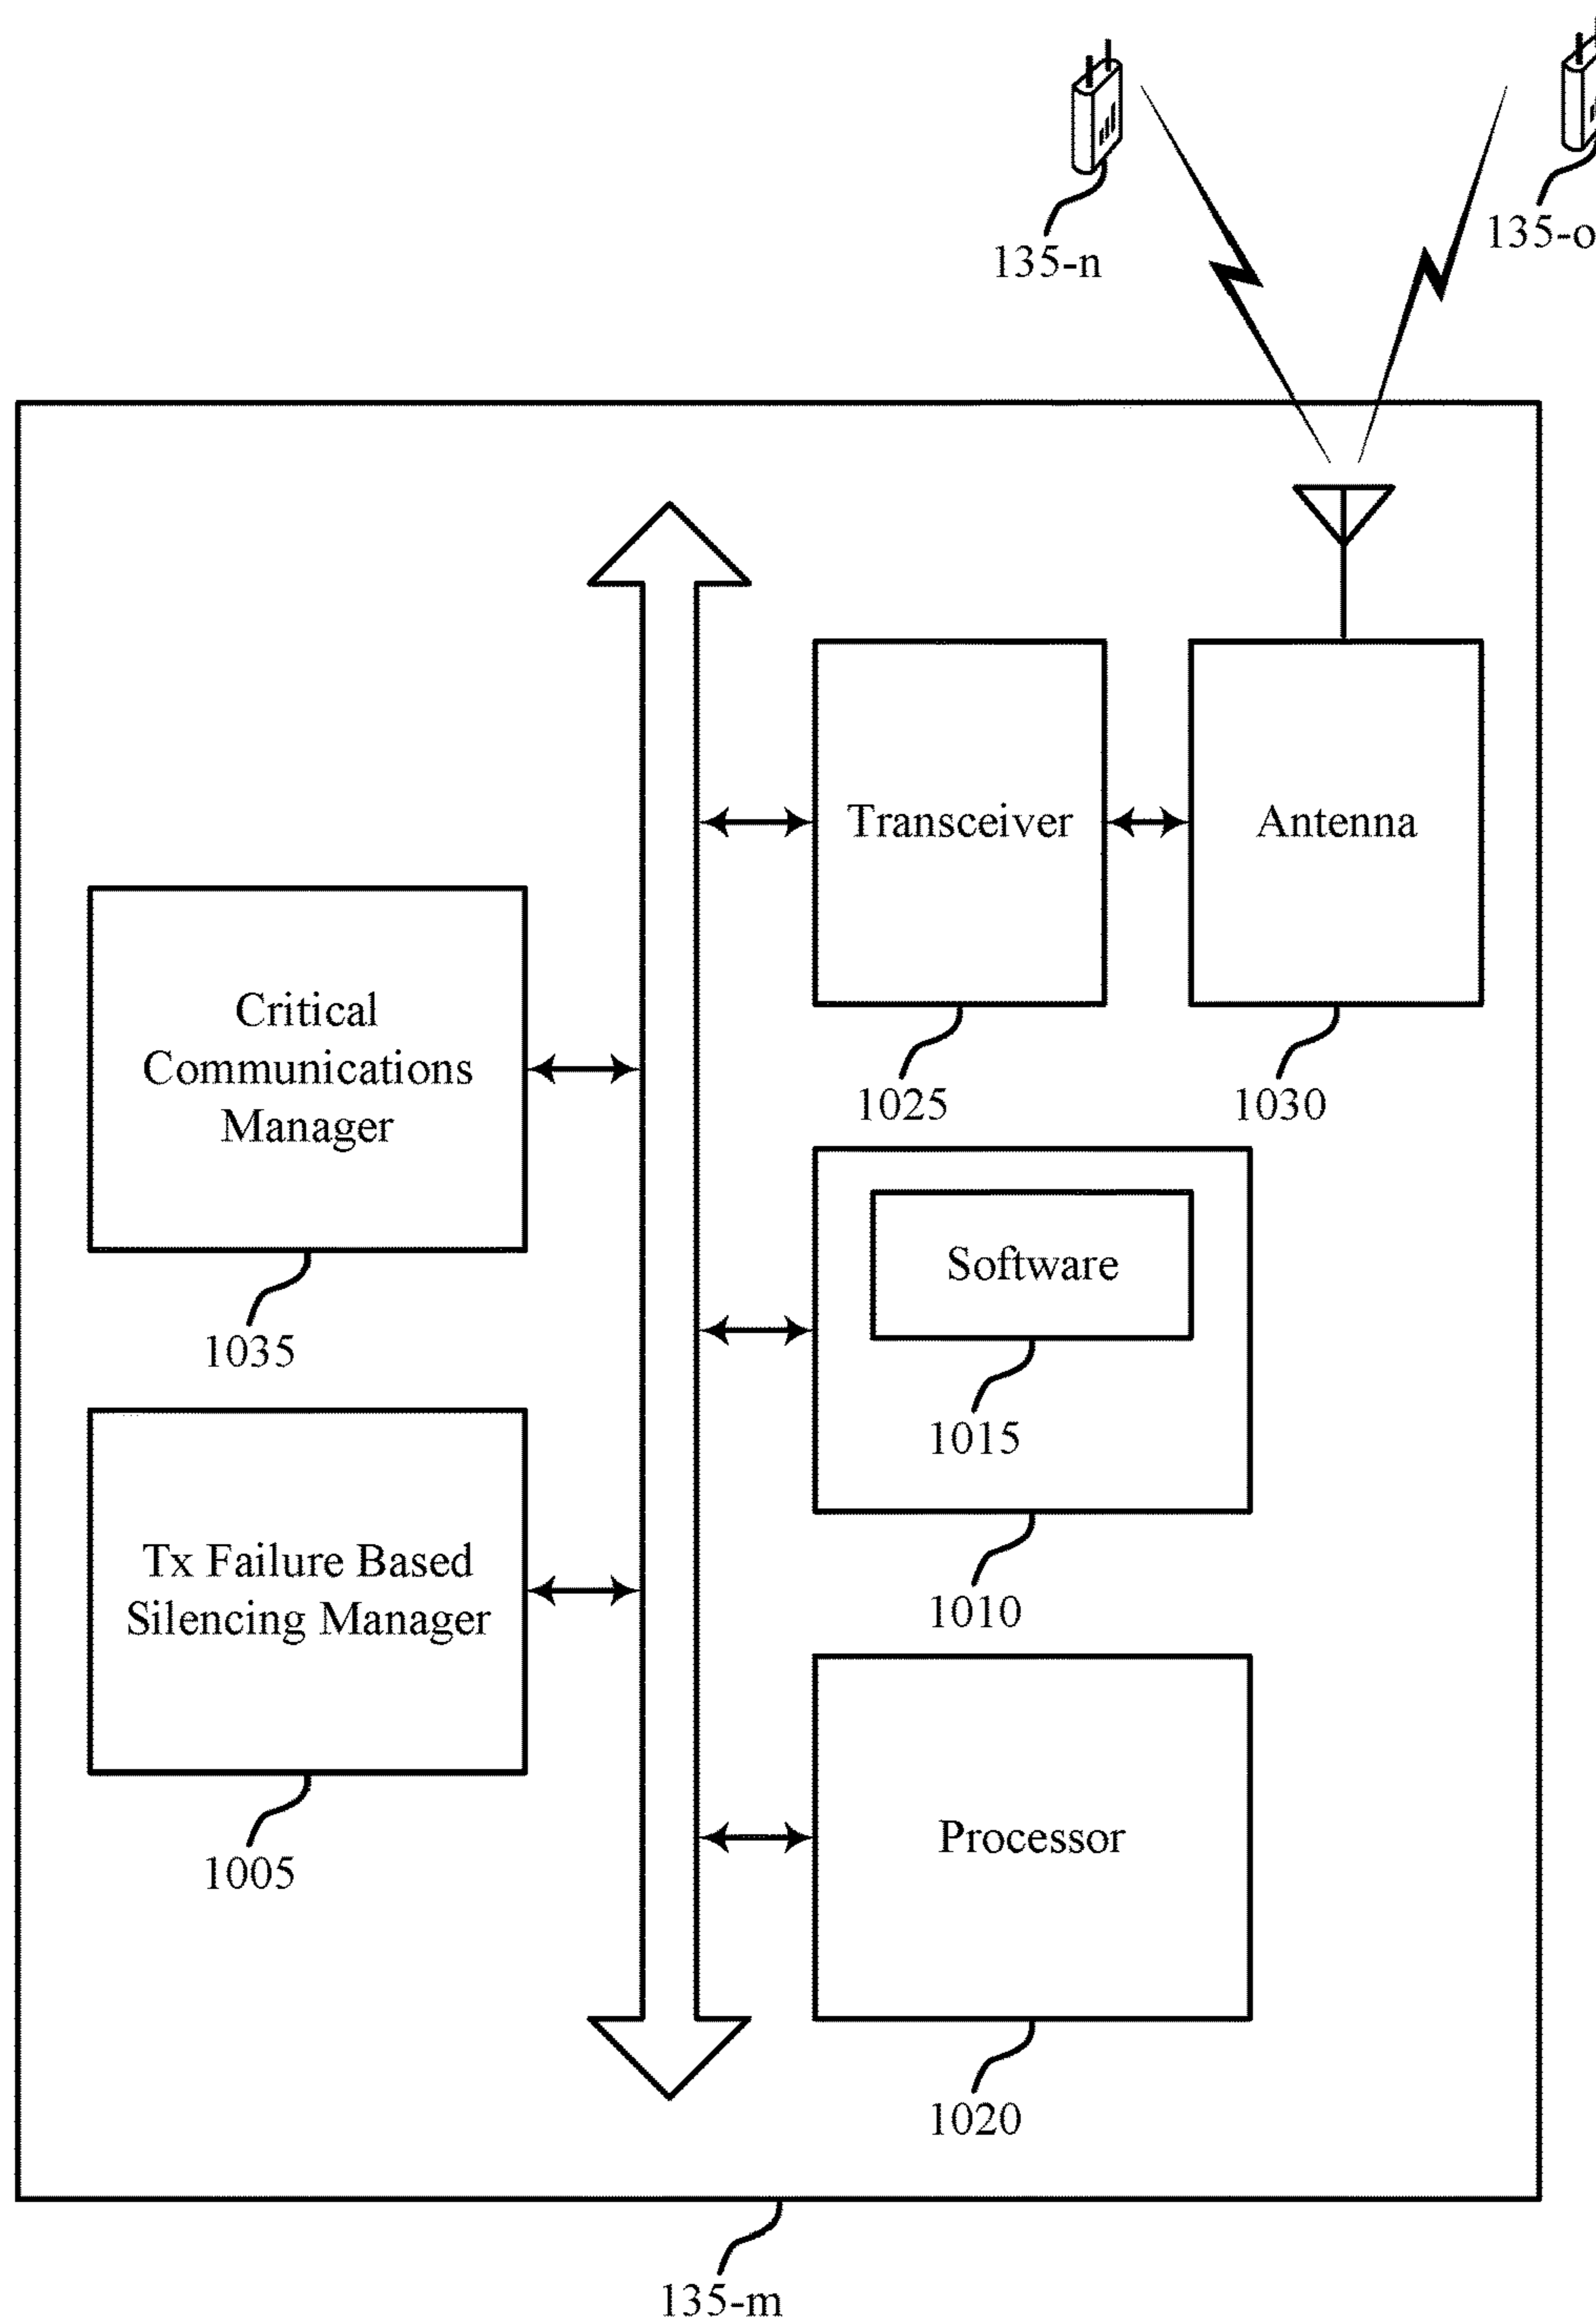 135-n
135-o
Transceiver
Antenna
1025
1030
Critical
Communications
Manager
1035
Software
1015
1010
Tx Failure Based
Silencing Manager
1005
Processor
1020
135-m